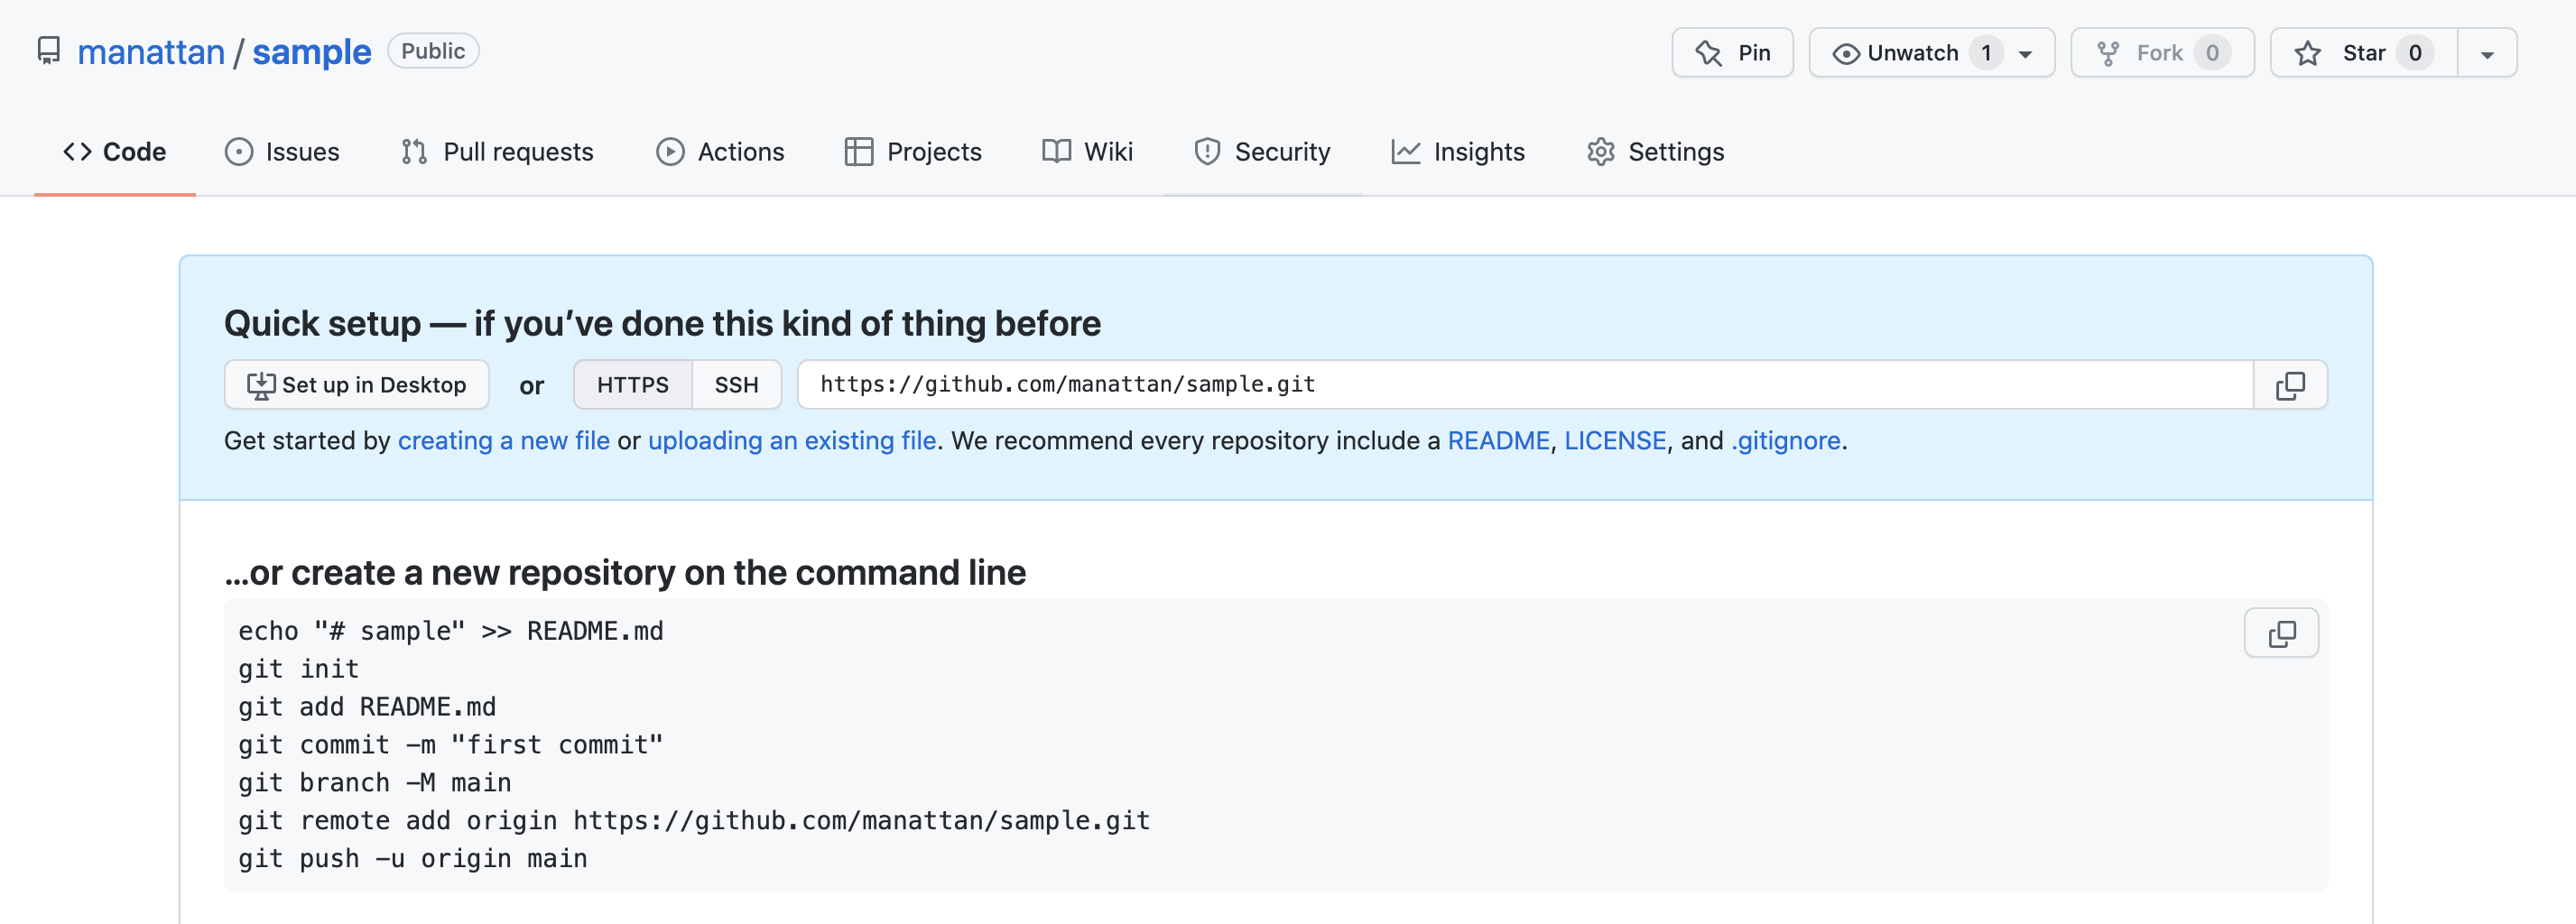 manattan / sample Public Pin Unwatch 1 Fork 0 Star 0
Code Issues Pull requests Actions Projects Wiki Security Insights Settings
Quick setup — if you’ve done this kind of thing before
Set up in Desktop or HTTPS SSH https://github.com/manattan/sample.git
Get started by creating a new file or uploading an existing file. We recommend every repository include a README, LICENSE, and .gitignore.
…or create a new repository on the command line
echo "# sample" >> README.md
git init
git add README.md
git commit -m "first commit"
git branch -M main
git remote add origin https://github.com/manattan/sample.git
git push -u origin main